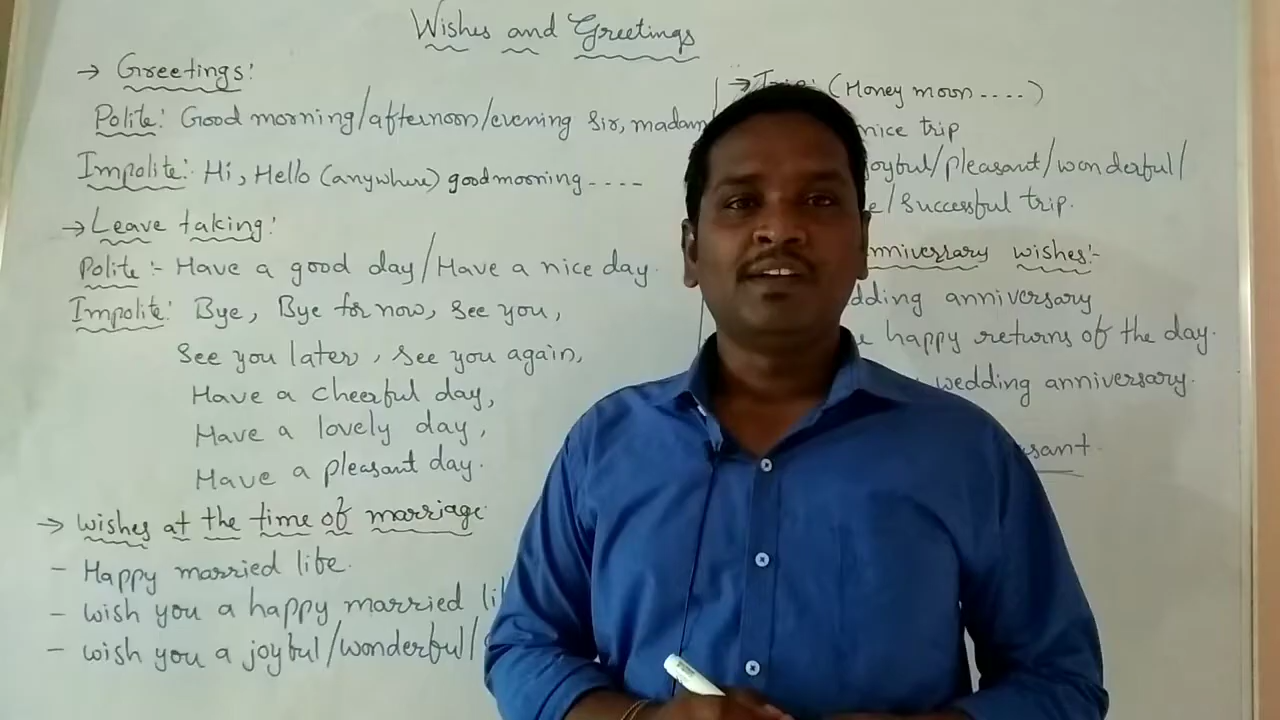 Wishes and Greetings
→ Greetings:
Polite: Good morning/afternoon/evening Sir, madam
Impolite: Hi, Hello (anywhere) good morning ----
→ Leave taking:
Polite:- Have a good day/Have a nice day.
Impolite: Bye, Bye for now, See you,
See you later, See you again,
Have a cheerful day,
Have a lovely day,
Have a pleasant day.
→ Wishes at the time of marriage
- Happy married life.
- wish you a happy married
- wish you a joyful/wonderful/
→ Trip: (Honey moon ....)
nice trip
joyful/pleasant/wonderful/
/Successful trip.
anniversary wishes:-
wedding anniversary
happy returns of the day.
wedding anniversary.